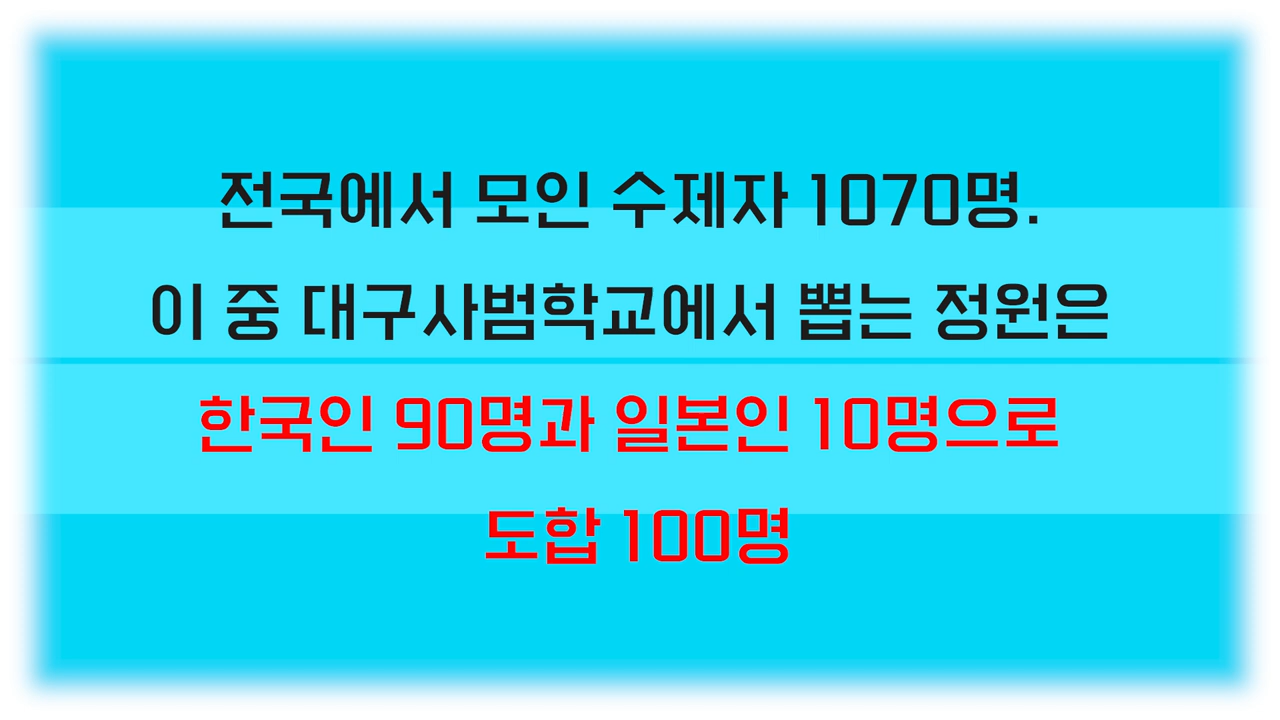 전국에서 모인 수제자 1070명.
이 중 대구사범학교에서 뽑는 정원은
한국인 90명과 일본인 10명으로
도합 100명